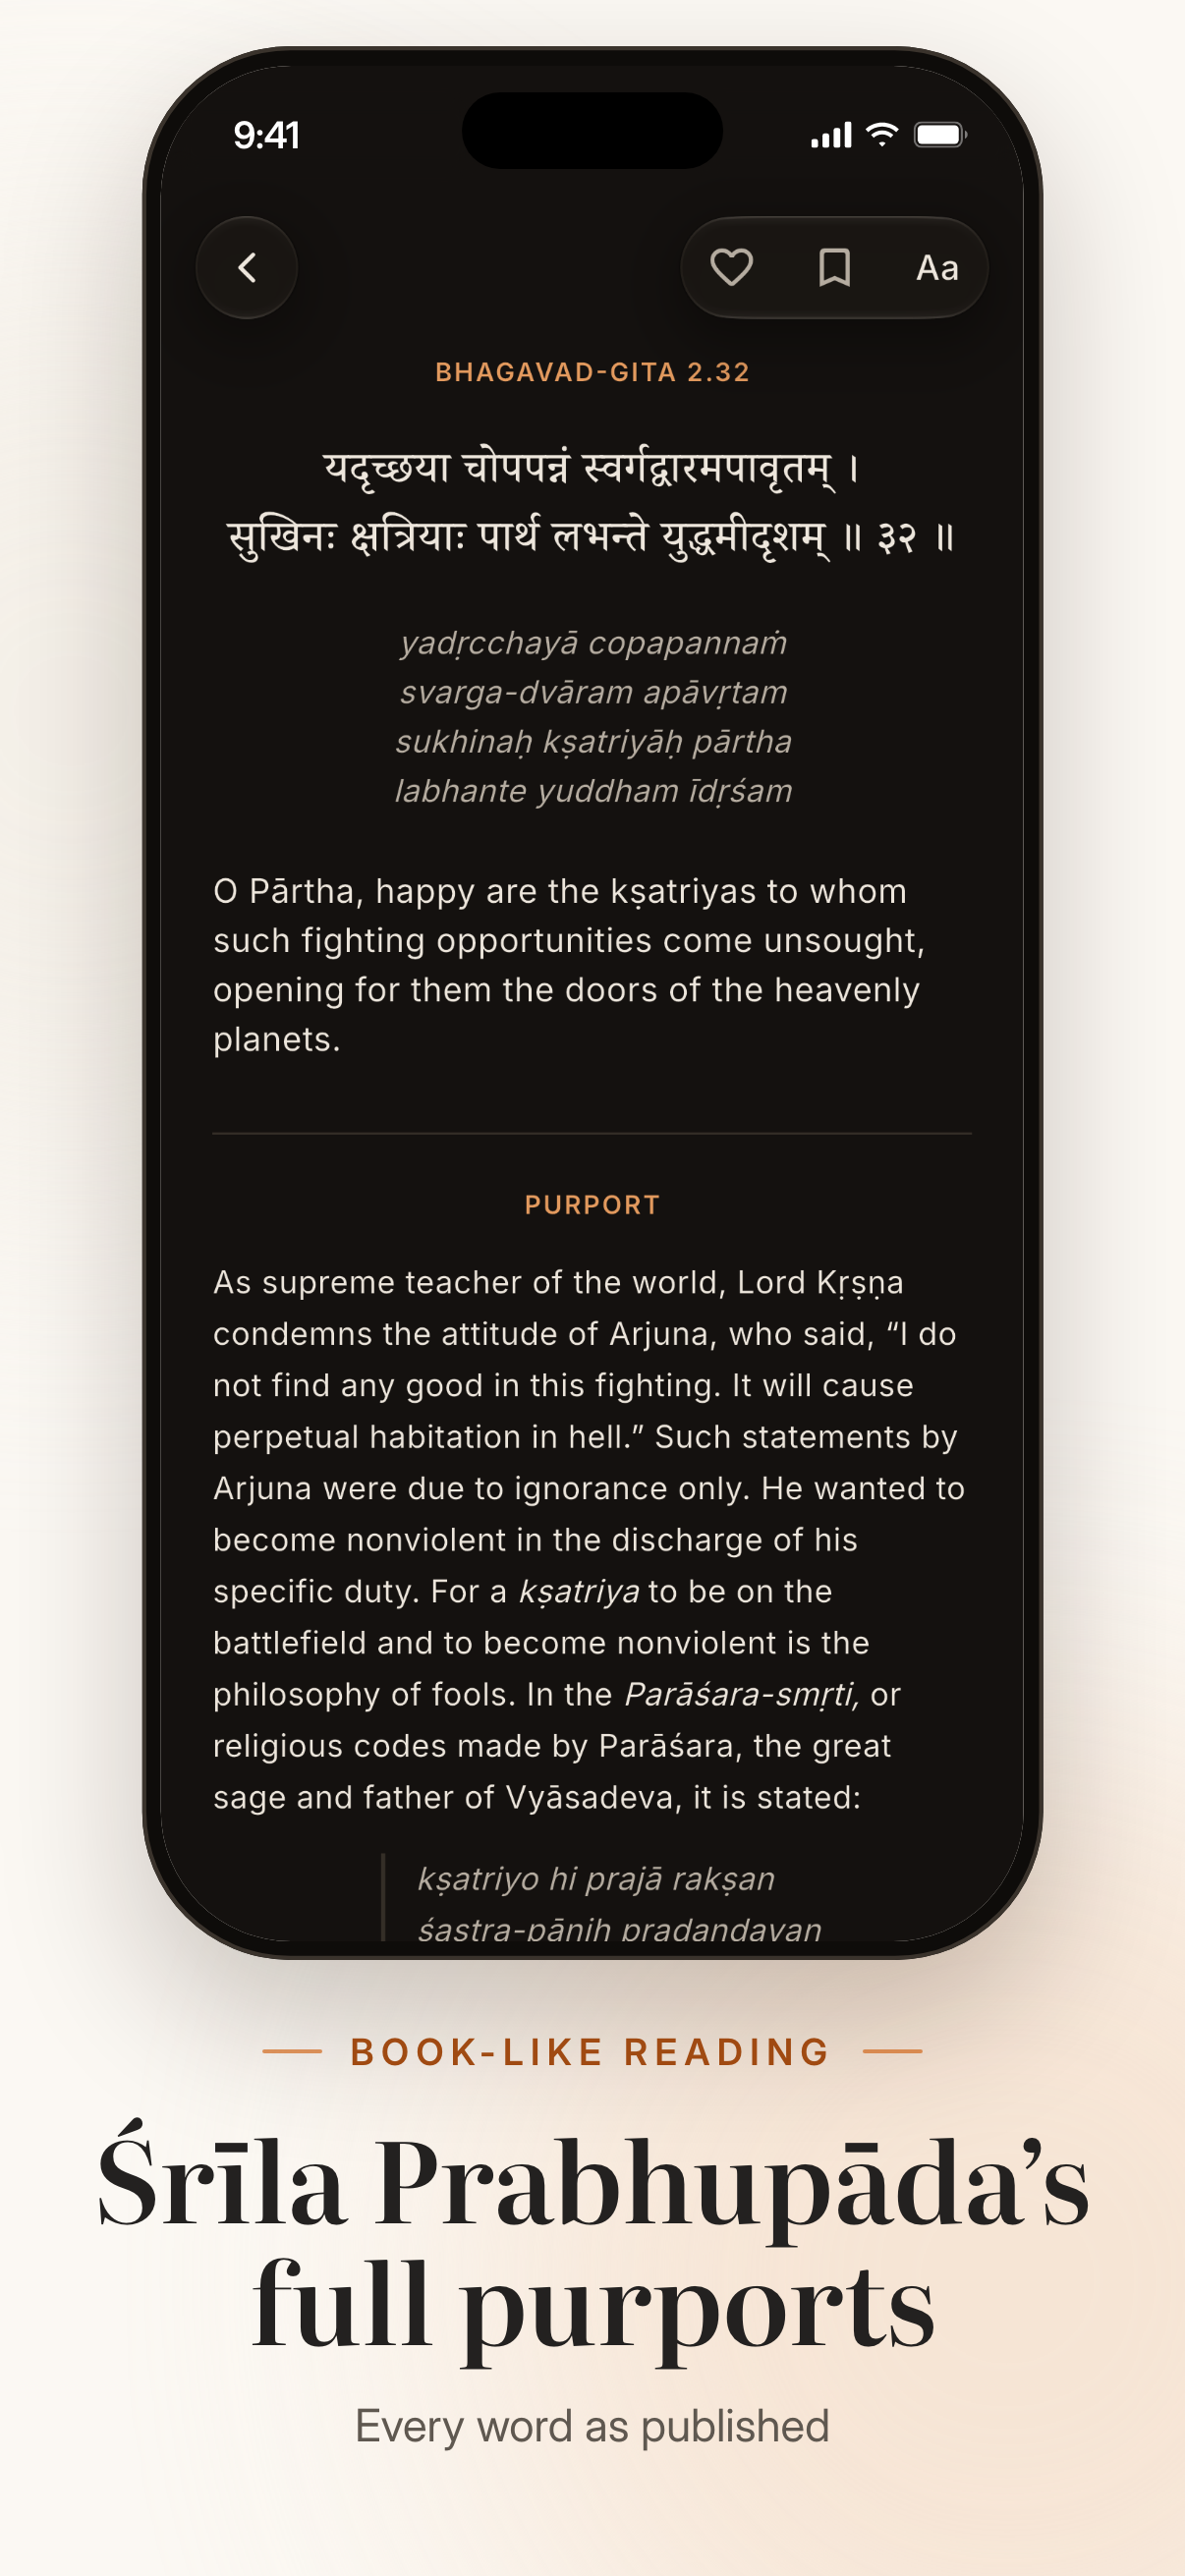 9:41
Aa
BHAGAVAD-GITA 2.32
यदृच्छया चोपपन्नं स्वर्गद्वारमपावृतम् ।
सुखिनः क्षत्रियाः पार्थ लभन्ते युद्धमीदृशम् ॥ ३२ ॥
yadṛcchayā copapannaṁ
svarga-dvāram apāvṛtam
sukhinaḥ kṣatriyāḥ pārtha
labhante yuddham īdṛśam
O Pārtha, happy are the kṣatriyas to whom
such fighting opportunities come unsought,
opening for them the doors of the heavenly
planets.
PURPORT
As supreme teacher of the world, Lord Kṛṣṇa
condemns the attitude of Arjuna, who said, “I do
not find any good in this fighting. It will cause
perpetual habitation in hell.” Such statements by
Arjuna were due to ignorance only. He wanted to
become nonviolent in the discharge of his
specific duty. For a kṣatriya to be on the
battlefield and to become nonviolent is the
philosophy of fools. In the Parāśara-smṛti, or
religious codes made by Parāśara, the great
sage and father of Vyāsadeva, it is stated:
kṣatriyo hi prajā rakṣan
śastra-pāṇiḥ pradaṇḍayan
BOOK-LIKE READING
Śrīla Prabhupāda’s
full purports
Every word as published